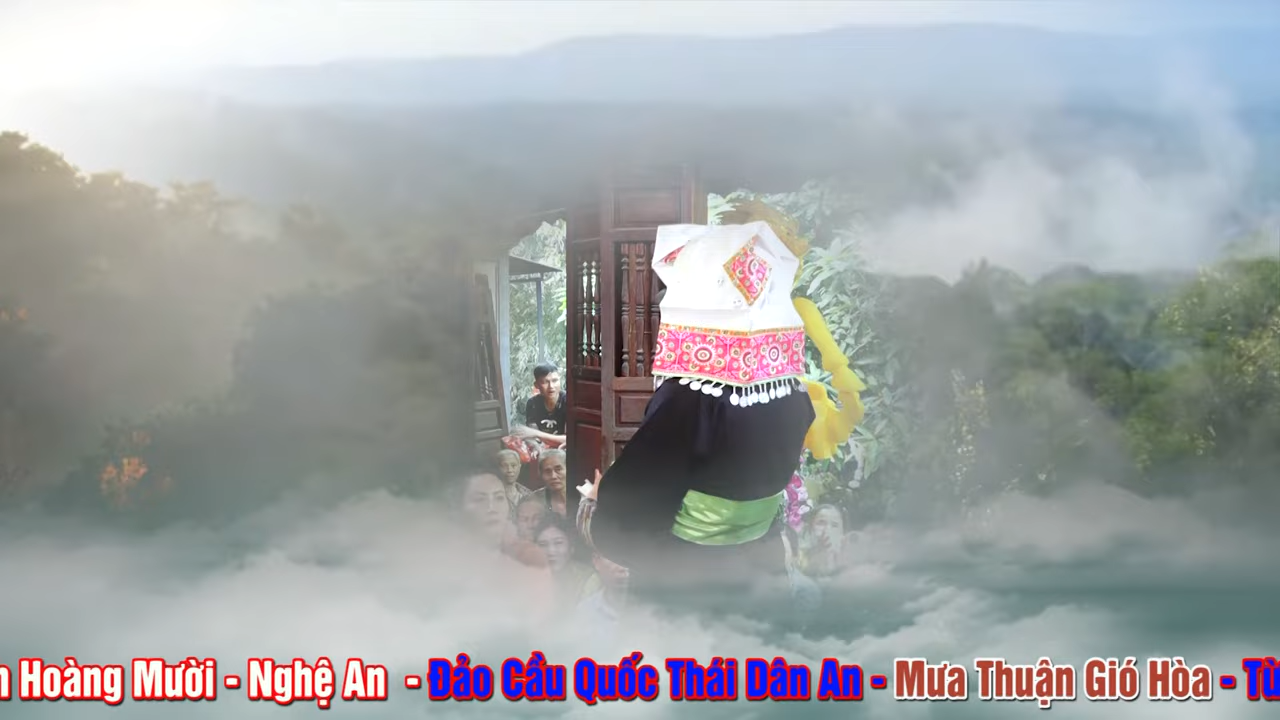 Hoàng Mười - Nghệ An - Đảo Cầu Quốc Thái Dân An - Mưa Thuận Gió Hòa -